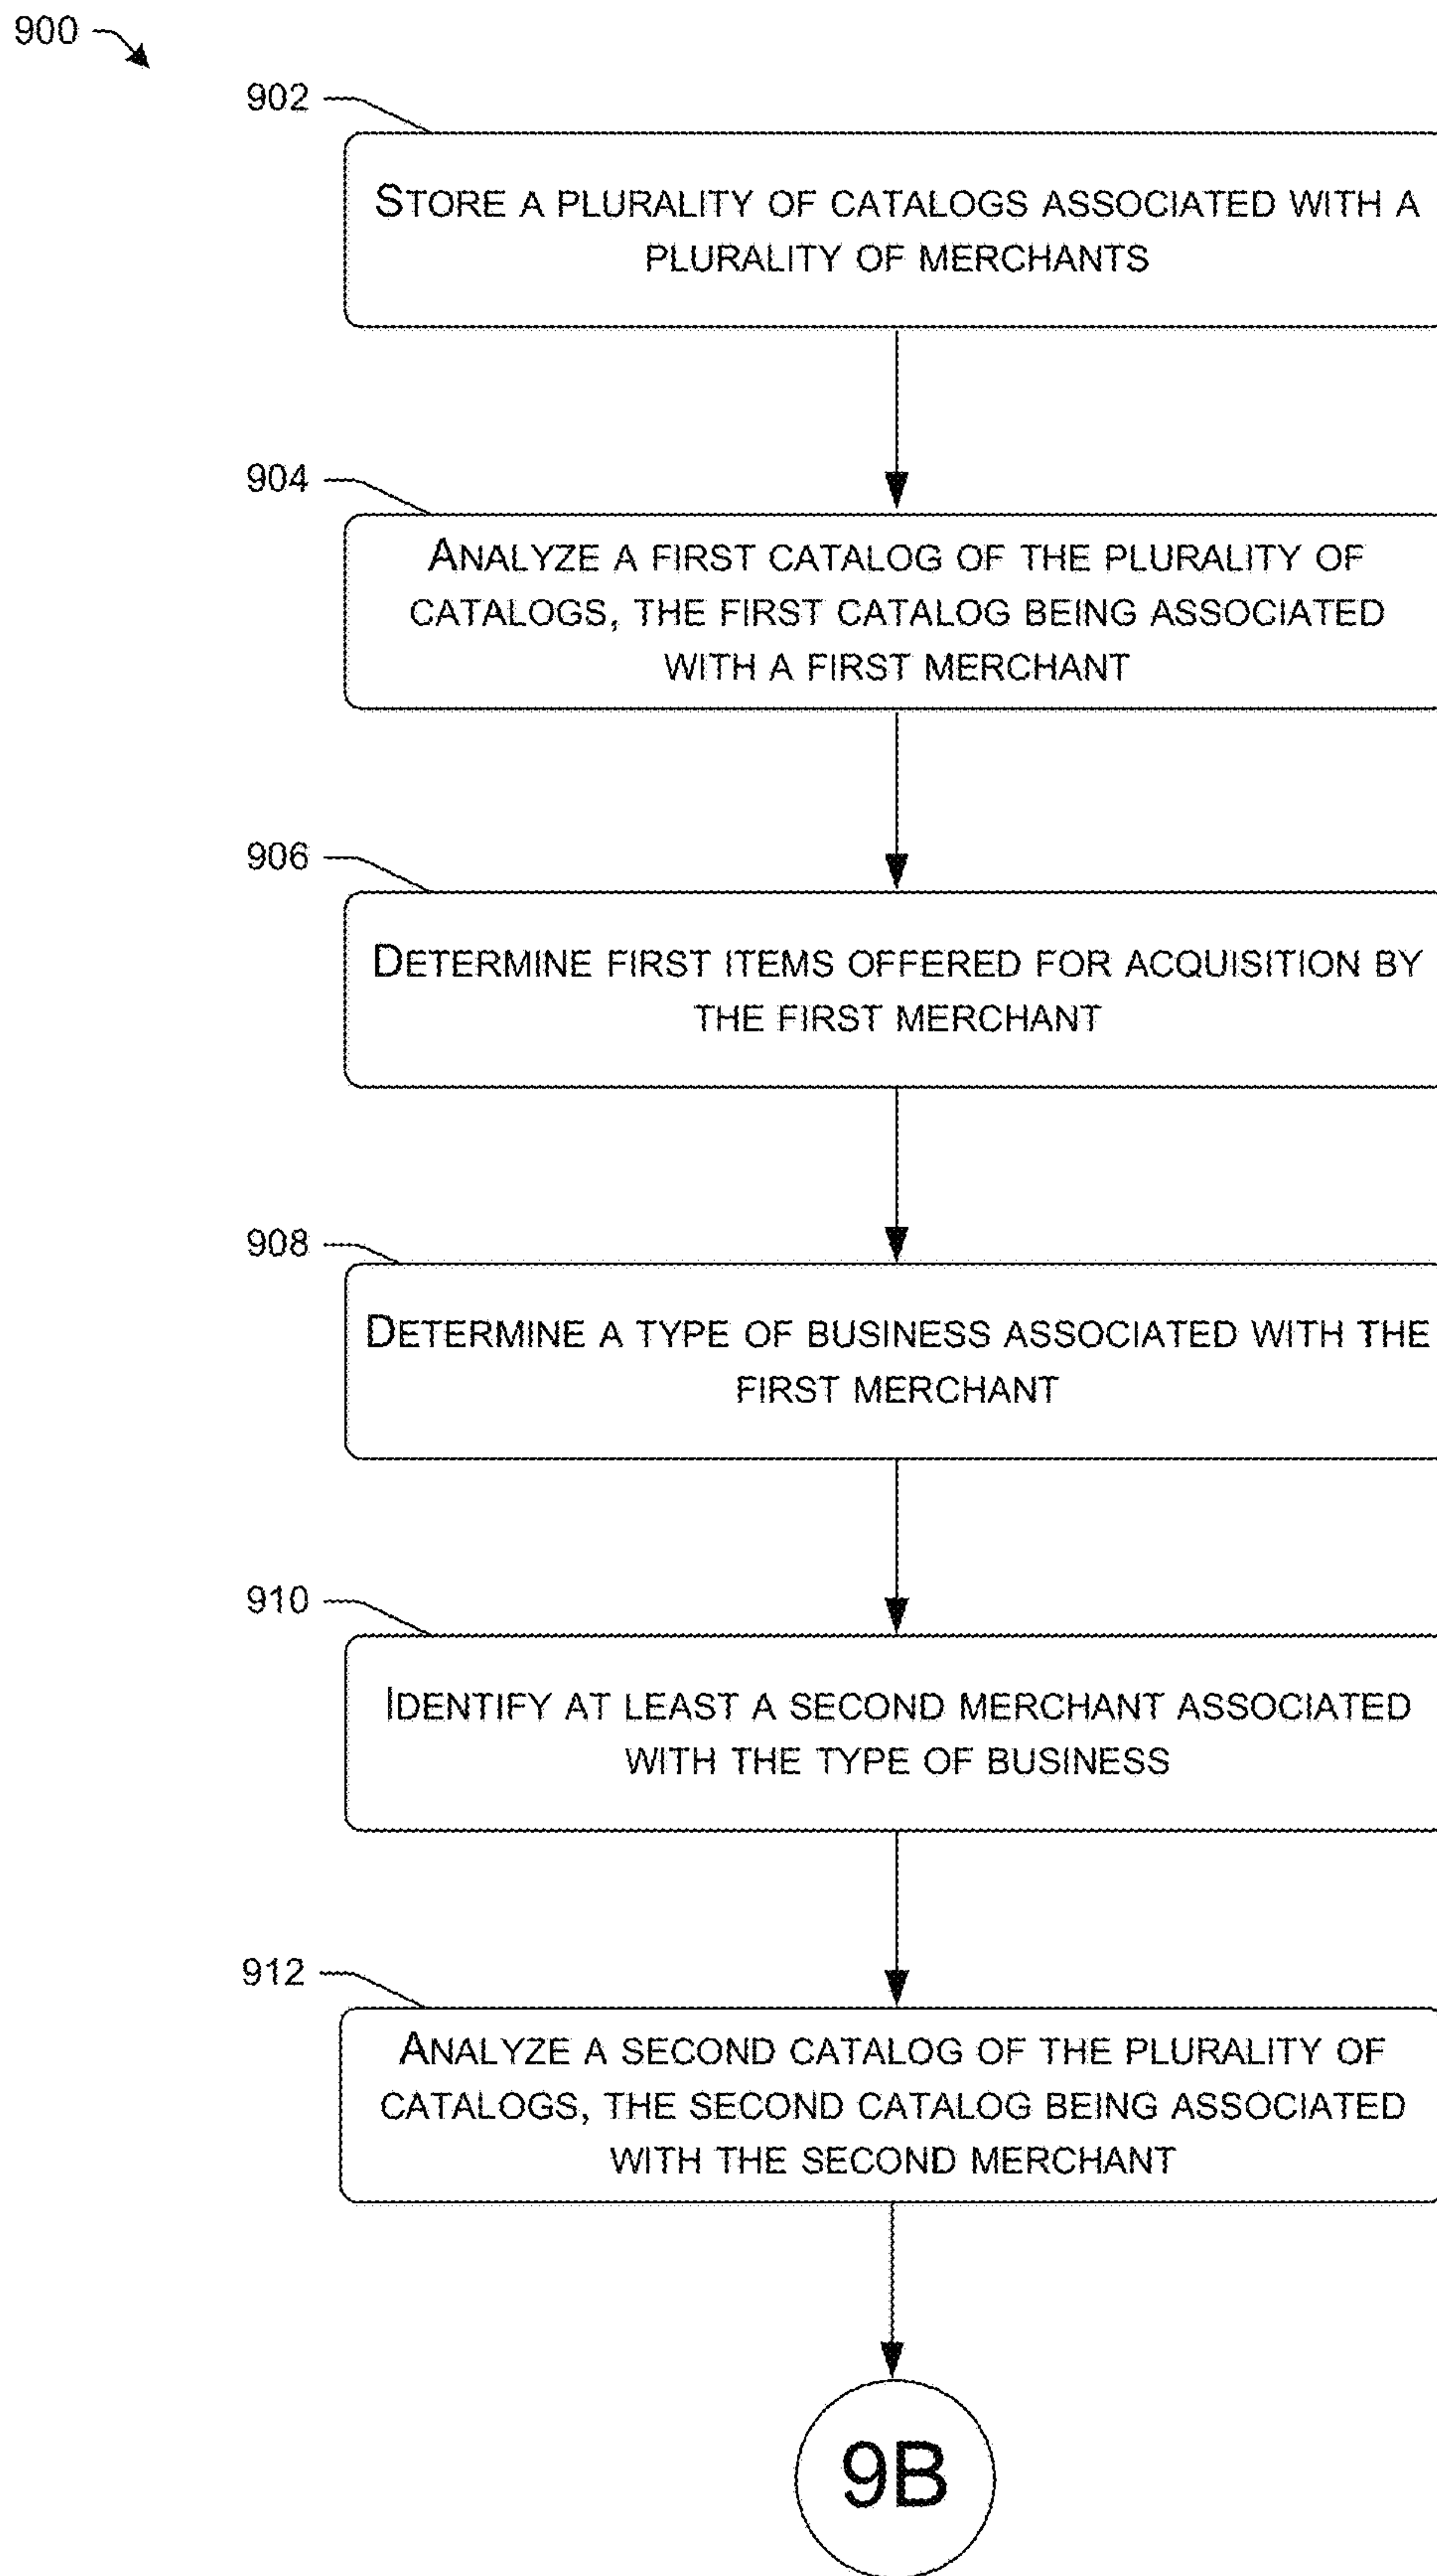 900
902
STORE A PLURALITY OF CATALOGS ASSOCIATED WITH A
PLURALITY OF MERCHANTS
904
ANALYZE A FIRST CATALOG OF THE PLURALITY OF
CATALOGS, THE FIRST CATALOG BEING ASSOCIATED
WITH A FIRST MERCHANT
906
DETERMINE FIRST ITEMS OFFERED FOR ACQUISITION BY
THE FIRST MERCHANT
908
DETERMINE A TYPE OF BUSINESS ASSOCIATED WITH THE
FIRST MERCHANT
910
IDENTIFY AT LEAST A SECOND MERCHANT ASSOCIATED
WITH THE TYPE OF BUSINESS
912
ANALYZE A SECOND CATALOG OF THE PLURALITY OF
CATALOGS, THE SECOND CATALOG BEING ASSOCIATED
WITH THE SECOND MERCHANT
9B